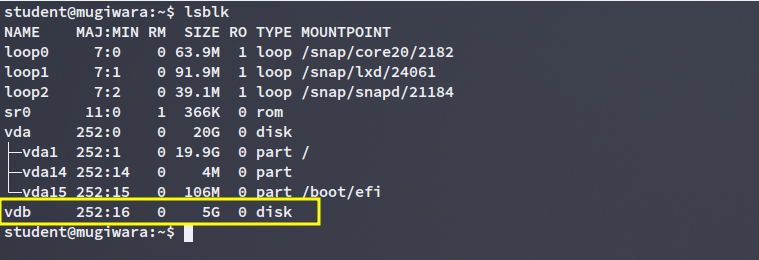 student@mugiwara:~$ lsblk
NAME    MAJ:MIN RM  SIZE RO TYPE MOUNTPOINT
loop0     7:0    0 63.9M  1 loop /snap/core20/2182
loop1     7:1    0 91.9M  1 loop /snap/lxd/24061
loop2     7:2    0 39.1M  1 loop /snap/snapd/21184
sr0      11:0    1  366K  0 rom
vda     252:0    0   20G  0 disk
├─vda1  252:1    0 19.9G  0 part /
├─vda14 252:14   0    4M  0 part
└─vda15 252:15   0  106M  0 part /boot/efi
vdb     252:16   0    5G  0 disk
student@mugiwara:~$